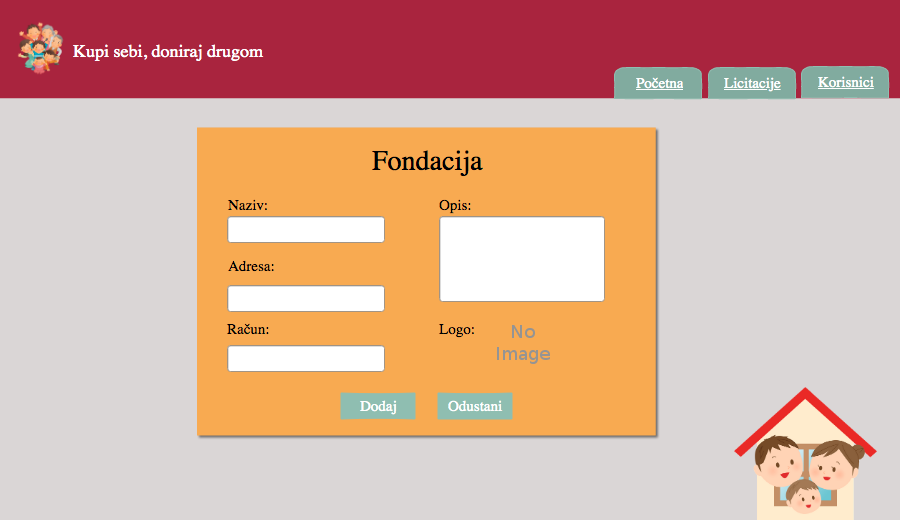 Kupi sebi, doniraj drugom
Početna
Licitacije
Korisnici
Fondacija
Naziv:
Opis:
Adresa:
Račun:
Logo:
No
Image
Dodaj
Odustani